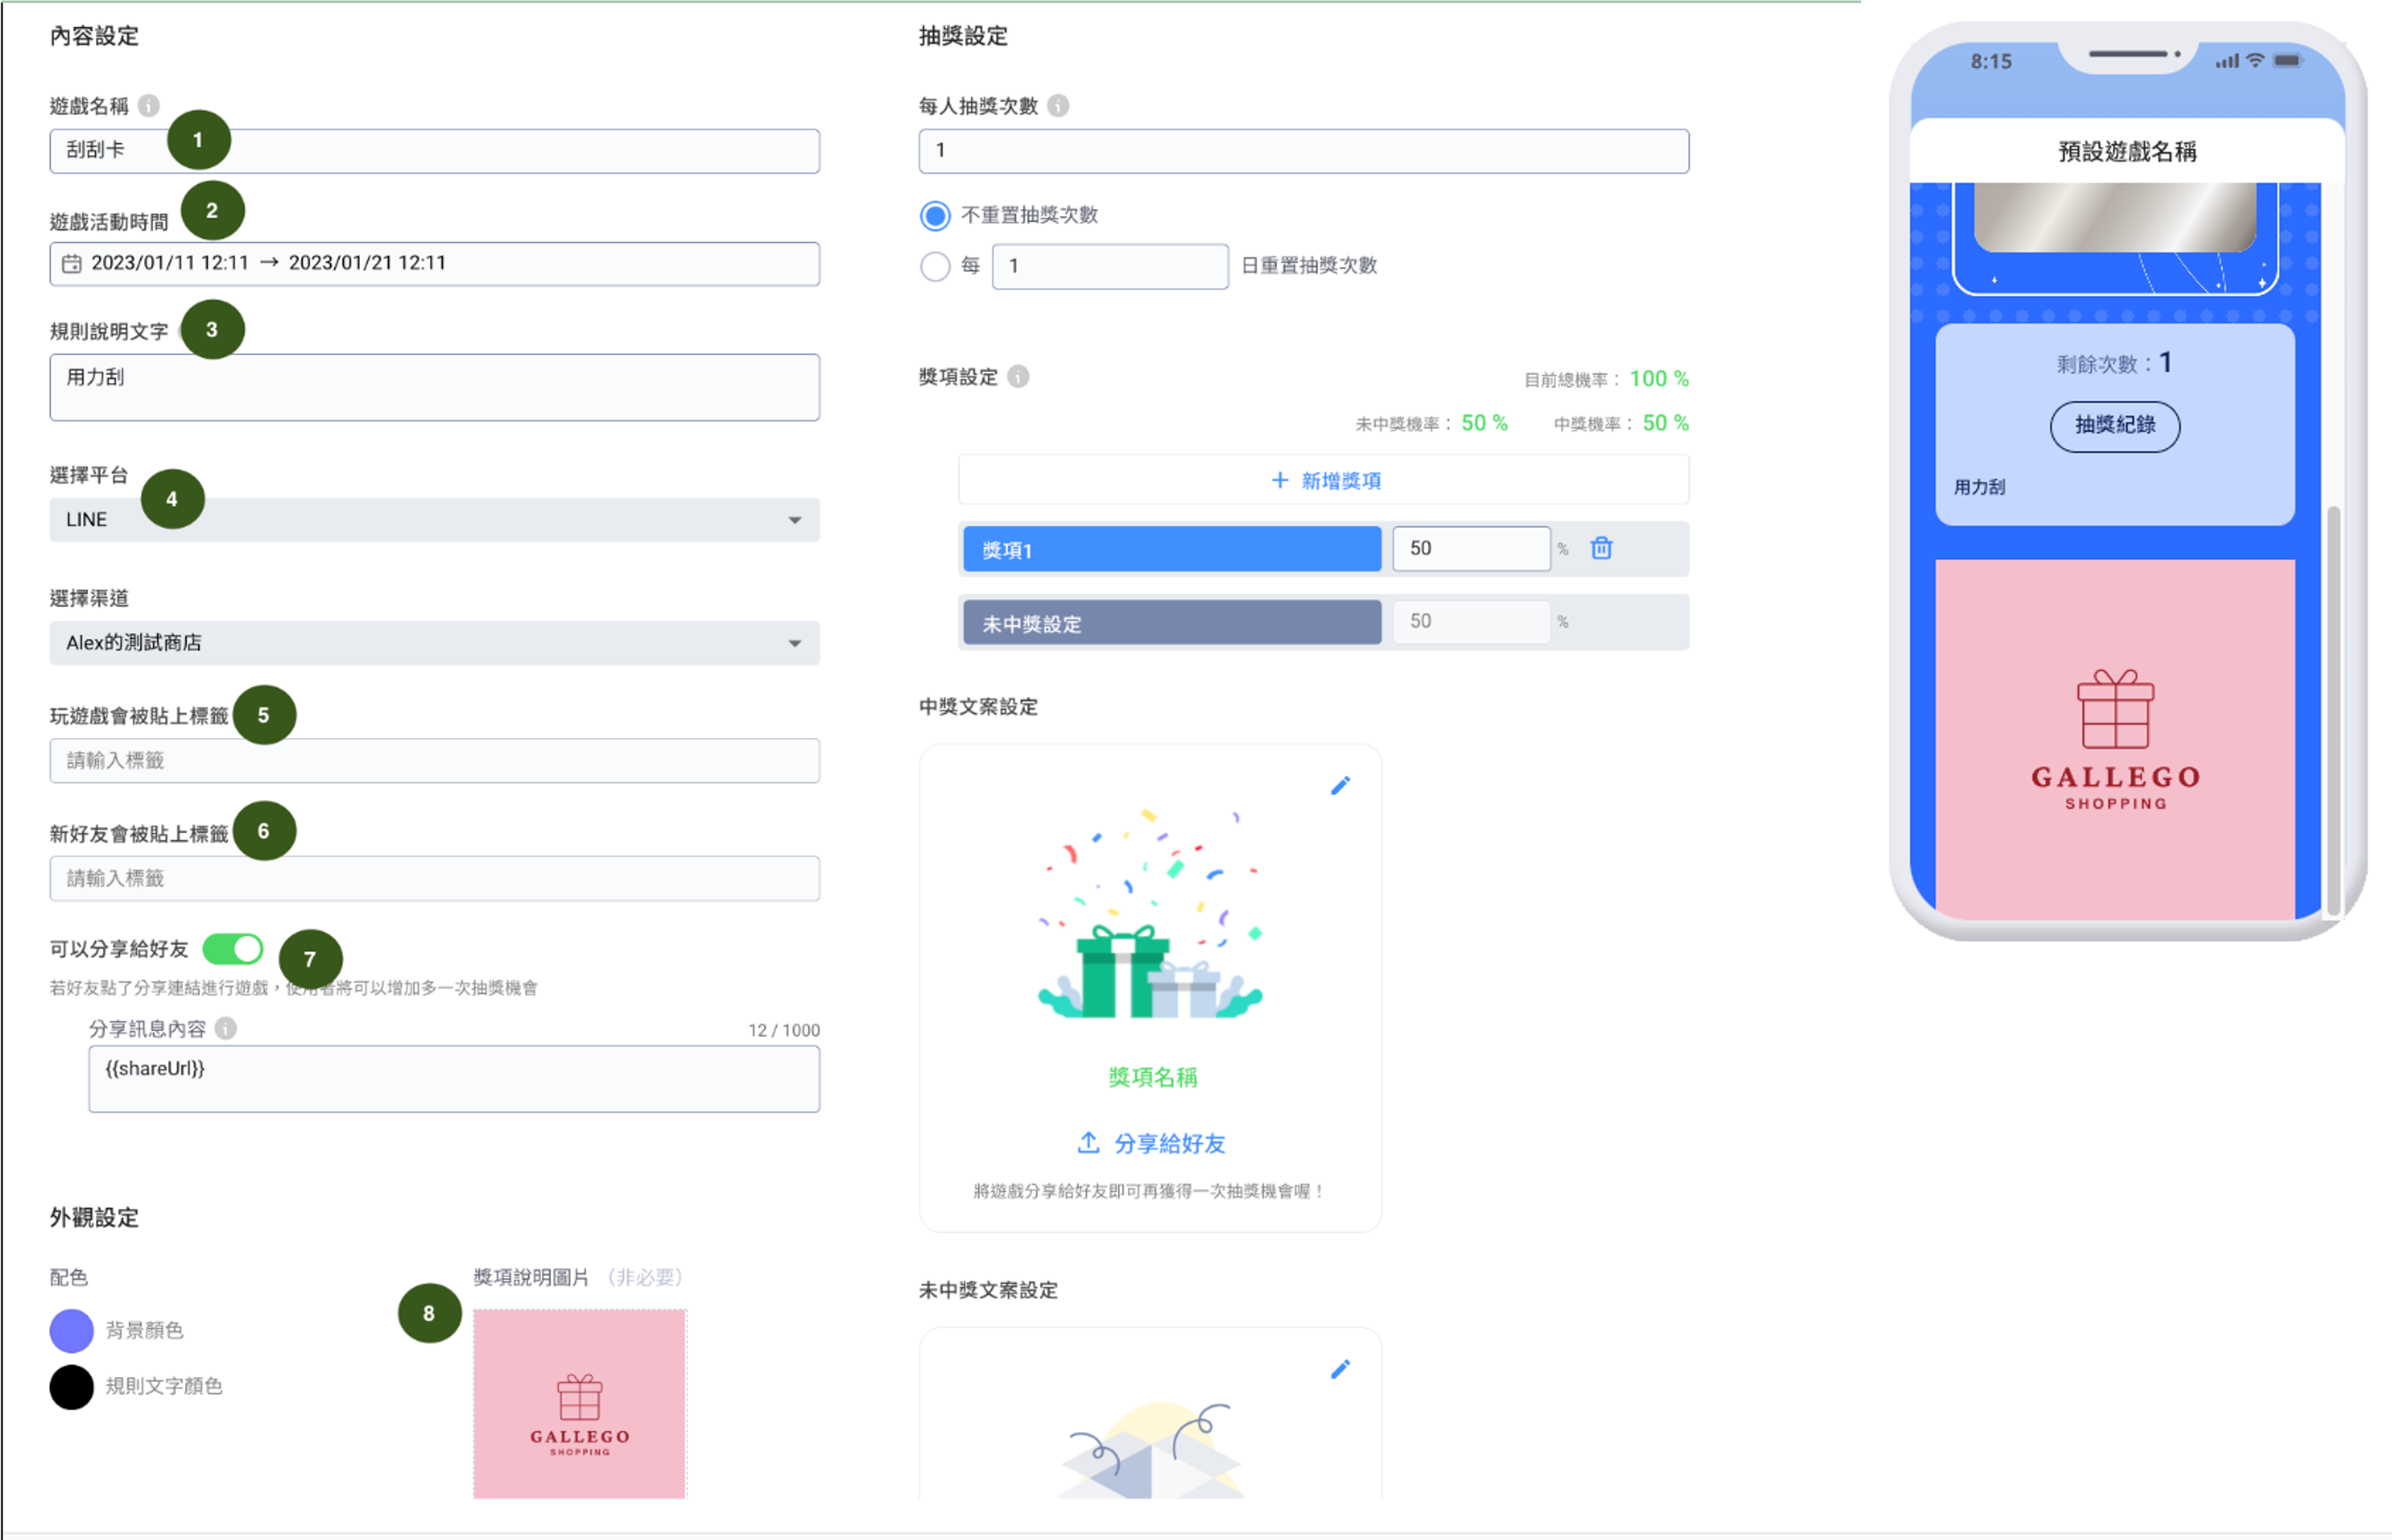 內容設定
遊戲名稱
1
刮刮卡
遊戲活動時間
2
2023/01/11 12:11 → 2023/01/21 12:11
規則說明文字
3
用力刮
選擇平台
4
LINE
選擇渠道
Alex的測試商店
玩遊戲會被貼上標籤
5
請輸入標籤
新好友會被貼上標籤
6
請輸入標籤
可以分享給好友
7
若好友點了分享連結進行遊戲，使用者將可以增加多一次抽獎機會
分享訊息內容
12 / 1000
{{shareUrl}}
外觀設定
配色
背景顏色
規則文字顏色
8
獎項說明圖片 （非必要）
GALLEGO
SHOPPING
抽獎設定
每人抽獎次數
1
不重置抽獎次數
每 1 日重置抽獎次數
獎項設定
目前總機率： 100 %
未中獎機率： 50 % 中獎機率： 50 %
+ 新增獎項
獎項1 50 %
未中獎設定 50 %
中獎文案設定
獎項名稱
分享給好友
將遊戲分享給好友即可再獲得一次抽獎機會喔！
未中獎文案設定
8:15
預設遊戲名稱
剩餘次數：1
抽獎紀錄
用力刮
GALLEGO
SHOPPING